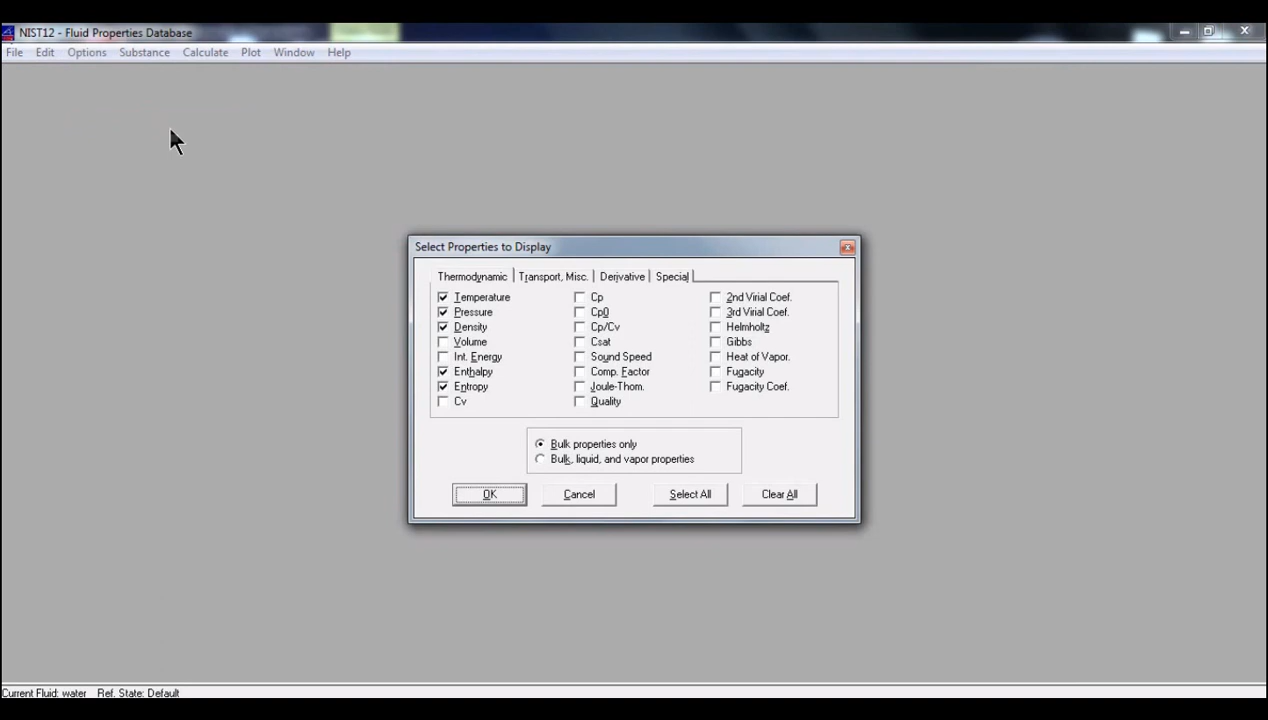 NIST12 - Fluid Properties Database
File Edit Options Substance Calculate Plot Window Help
Select Properties to Display
Thermodynamic Transport, Misc. Derivative Special
Temperature Cp 2nd Virial Coef.
Pressure Cp0 3rd Virial Coef.
Density Cp/Cv Helmholtz
Volume Csat Gibbs
Int. Energy Sound Speed Heat of Vapor.
Enthalpy Comp. Factor Fugacity
Entropy Joule-Thom. Fugacity Coef.
Cv Quality
Bulk properties only
Bulk, liquid, and vapor properties
OK Cancel Select All Clear All
Current Fluid: water Ref. State: Default